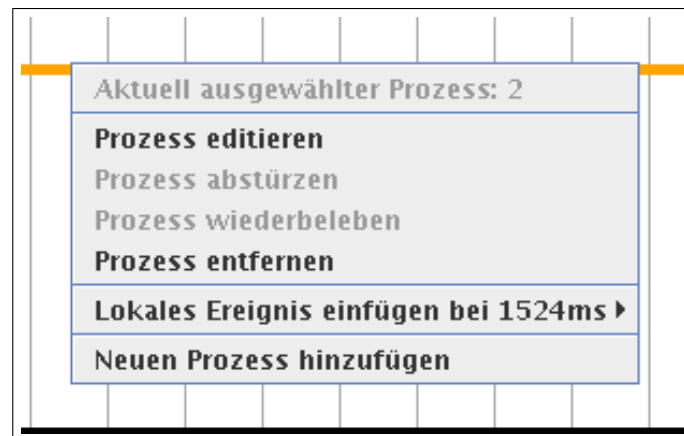 Aktuell ausgewählter Prozess: 2
Prozess editieren
Prozess abstürzen
Prozess wiederbeleben
Prozess entfernen
Lokales Ereignis einfügen bei 1524ms
Neuen Prozess hinzufügen